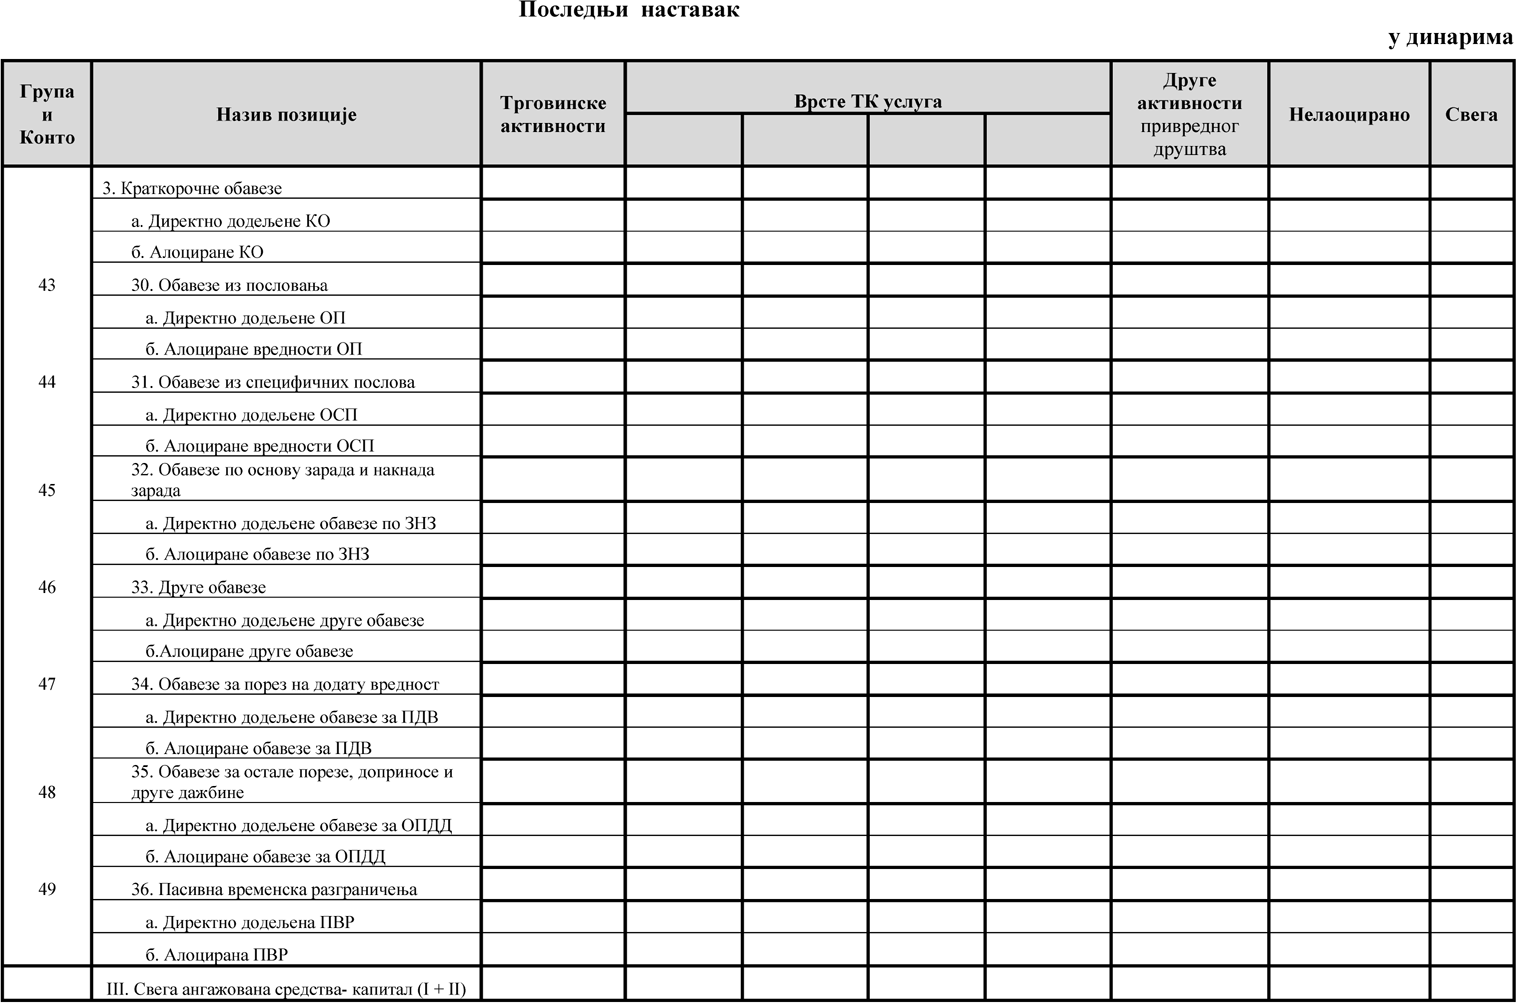 Последњи наставак
у динарима
Група
и
Конто
Назив позиције
Трговинске
активности
Врсте ТК услуга
Друге
активности
привредног
друштва
Нелаоцирано
Свега
3. Краткорочне обавезе
а. Директно додељене КО
б. Алоциране КО
43
30. Обавезе из пословања
а. Директно додељене ОП
б. Алоциране вредности ОП
44
31. Обавезе из специфичних послова
а. Директно додељене ОСП
б. Алоциране вредности ОСП
45
32. Обавезе по основу зарада и накнада
зарада
а. Директно додељене обавезе по ЗНЗ
б. Алоциране обавезе по ЗНЗ
46
33. Друге обавезе
а. Директно додељене друге обавезе
б.Алоциране друге обавезе
47
34. Обавезе за порез на додату вредност
а. Директно додељене обавезе за ПДВ
б. Алоциране обавезе за ПДВ
48
35. Обавезе за остале порезе, доприносе и
друге дажбине
а. Директно додељене обавезе за ОПДД
б. Алоциране обавезе за ОПДД
49
36. Пасивна временска разграничења
а. Директно додељена ПВР
б. Алоцирана ПВР
III. Свега ангажована средства- капитал (I + II)